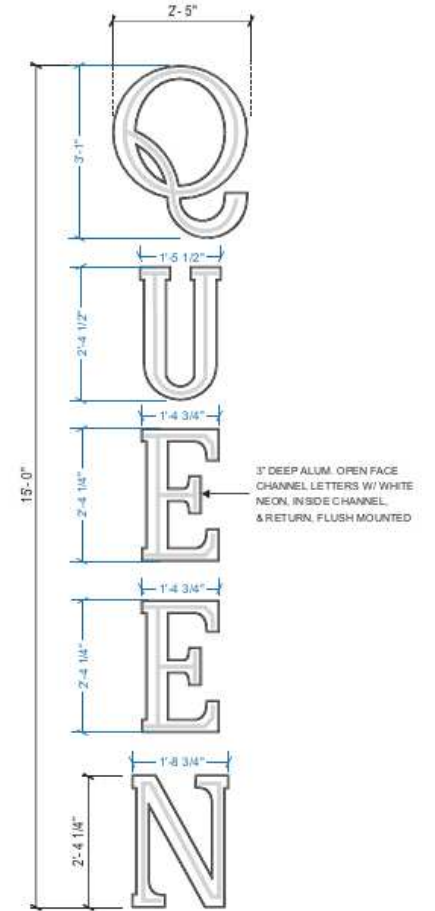 2'- 5"
3'-1"
Q
1'-5 1/2"
2'-4 1/2"
U
1'-4 3/4"
2'-4 1/4"
E
3" DEEP ALUM. OPEN FACE
CHANNEL LETTERS W/ WHITE
NEON, INSIDE CHANNEL,
& RETURN, FLUSH MOUNTED
15'- 0"
1'-4 3/4"
2'-4 1/4"
E
1'-8 3/4"
2'- 4 1/4"
N